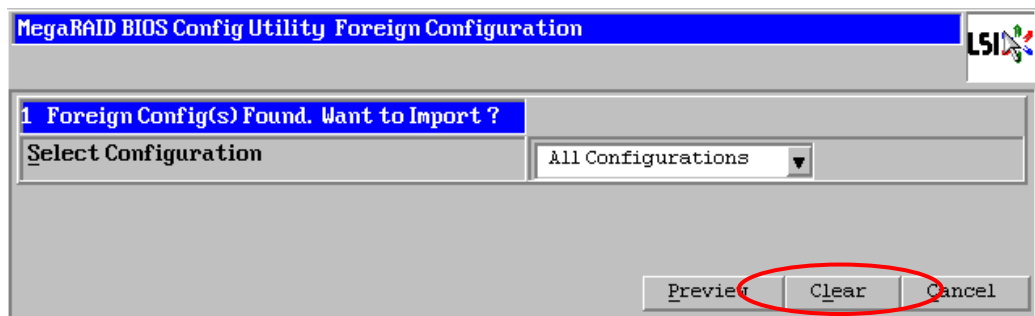 MegaRAID BIOS Config Utility Foreign Configuration
LSI
1 Foreign Config(s) Found. Want to Import ?
Select Configuration
All Configurations
Preview Clear Cancel